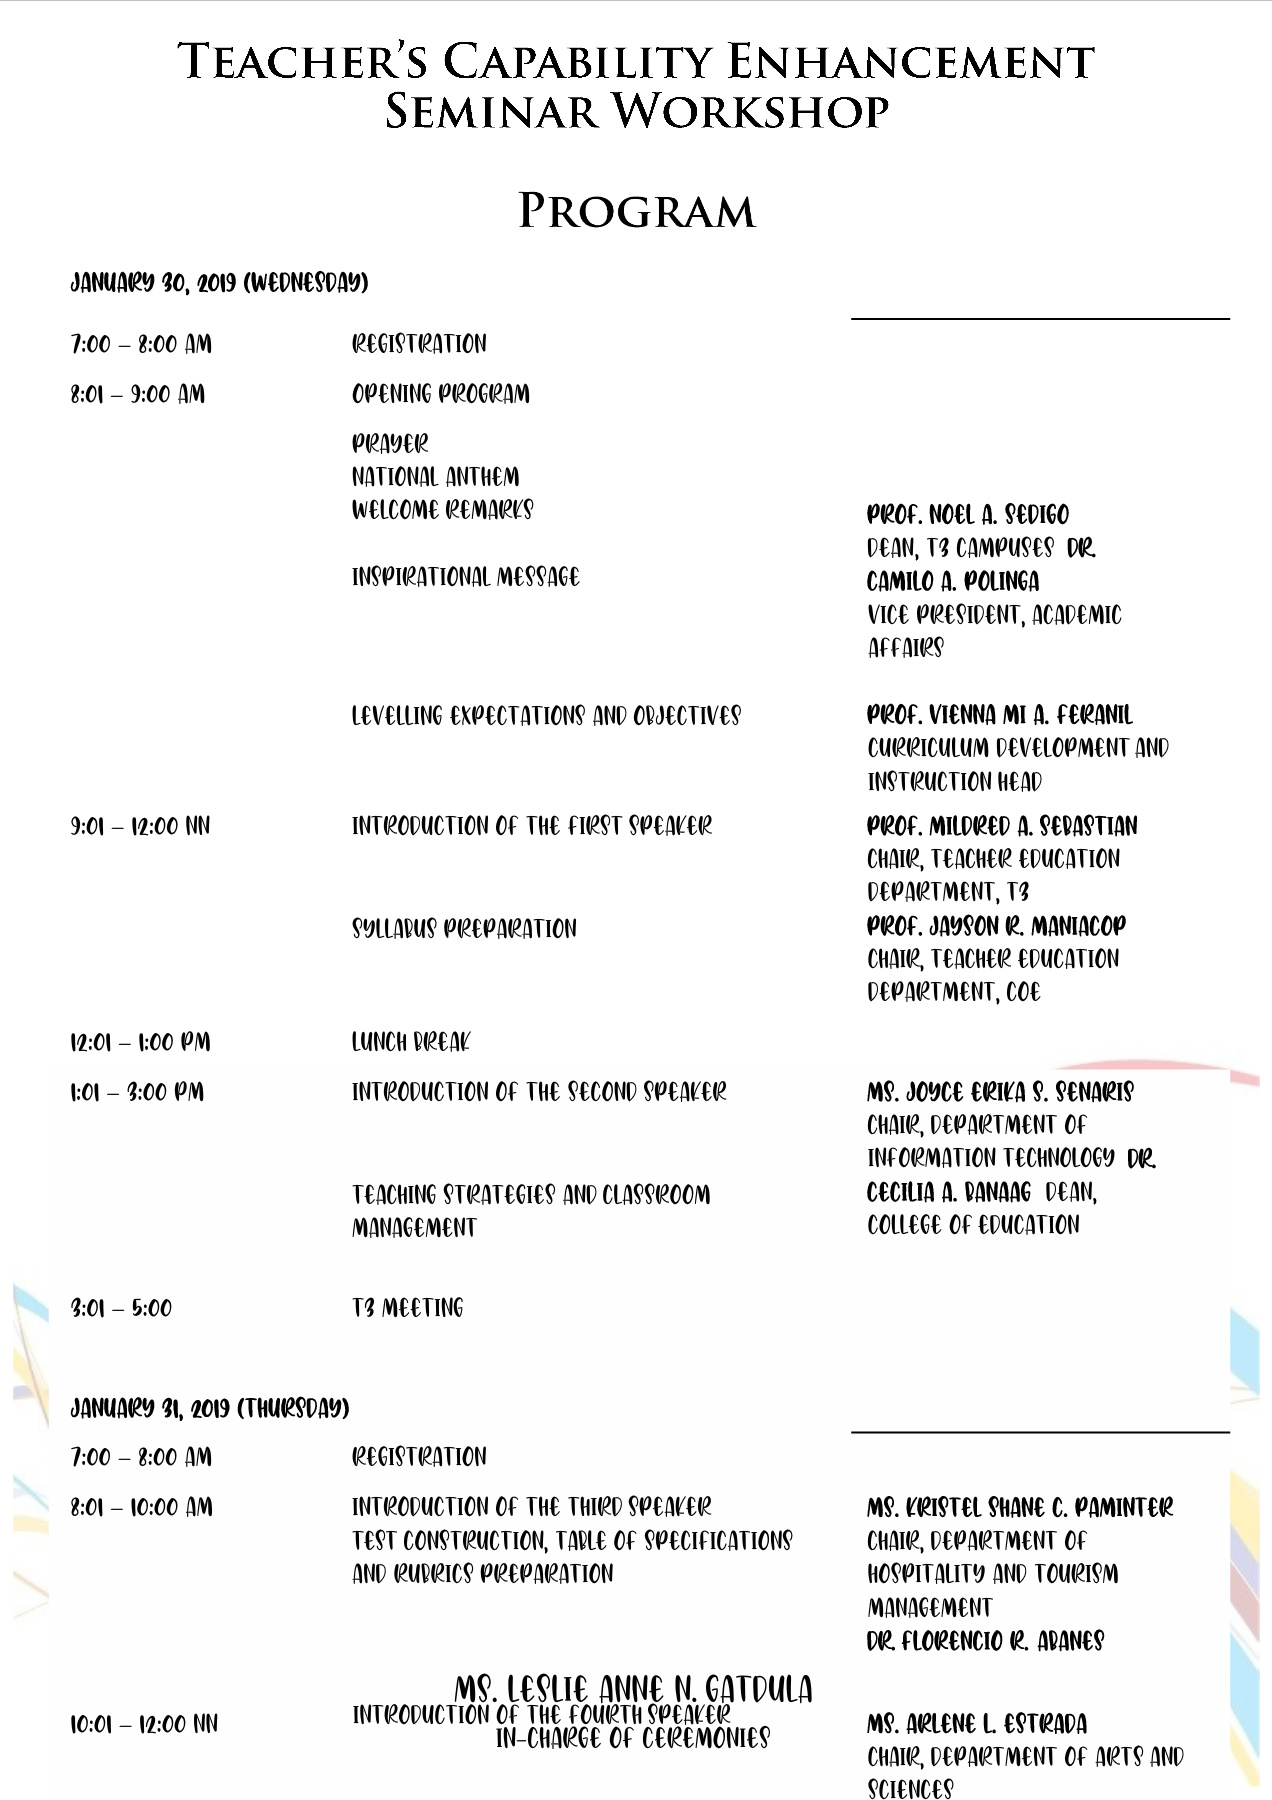 TEACHER'S CAPABILITY ENHANCEMENT
SEMINAR WORKSHOP
PROGRAM
JANUARY 30, 2019 (WEDNESDAY)
7:00 – 8:00 AM REGISTRATION
8:01 – 9:00 AM OPENING PROGRAM
PRAYER
NATIONAL ANTHEM
WELCOME REMARKS PROF. NOEL A. SEDIGO
DEAN, T3 CAMPUSES DR.
INSPIRATIONAL MESSAGE CAMILO A. POLINGA
VICE PRESIDENT, ACADEMIC
AFFAIRS
LEVELLING EXPECTATIONS AND OBJECTIVES PROF. VIENNA MI A. FERANIL
CURRICULUM DEVELOPMENT AND
INSTRUCTION HEAD
9:01 – 12:00 NN INTRODUCTION OF THE FIRST SPEAKER PROF. MILDRED A. SEBASTIAN
CHAIR, TEACHER EDUCATION
DEPARTMENT, T3
SYLLABUS PREPARATION PROF. JAYSON R. MANIACOP
CHAIR, TEACHER EDUCATION
DEPARTMENT, COE
12:01 – 1:00 PM LUNCH BREAK
1:01 – 3:00 PM INTRODUCTION OF THE SECOND SPEAKER MS. JOYCE ERIKA S. SENARIS
CHAIR, DEPARTMENT OF
INFORMATION TECHNOLOGY DR.
TEACHING STRATEGIES AND CLASSROOM CECILIA A. BANAAG DEAN,
MANAGEMENT COLLEGE OF EDUCATION
3:01 – 5:00 T3 MEETING
JANUARY 31, 2019 (THURSDAY)
7:00 – 8:00 AM REGISTRATION
8:01 – 10:00 AM INTRODUCTION OF THE THIRD SPEAKER MS. KRISTEL SHANE C. PAMINTER
TEST CONSTRUCTION, TABLE OF SPECIFICATIONS CHAIR, DEPARTMENT OF
AND RUBRICS PREPARATION HOSPITALITY AND TOURISM
MANAGEMENT
DR. FLORENCIO R. ABANES
MS. LESLIE ANNE N. GATDULA
10:01 – 12:00 NN INTRODUCTION OF THE FOURTH SPEAKER MS. ARLENE L. ESTRADA
IN-CHARGE OF CEREMONIES
CHAIR, DEPARTMENT OF ARTS AND
SCIENCES